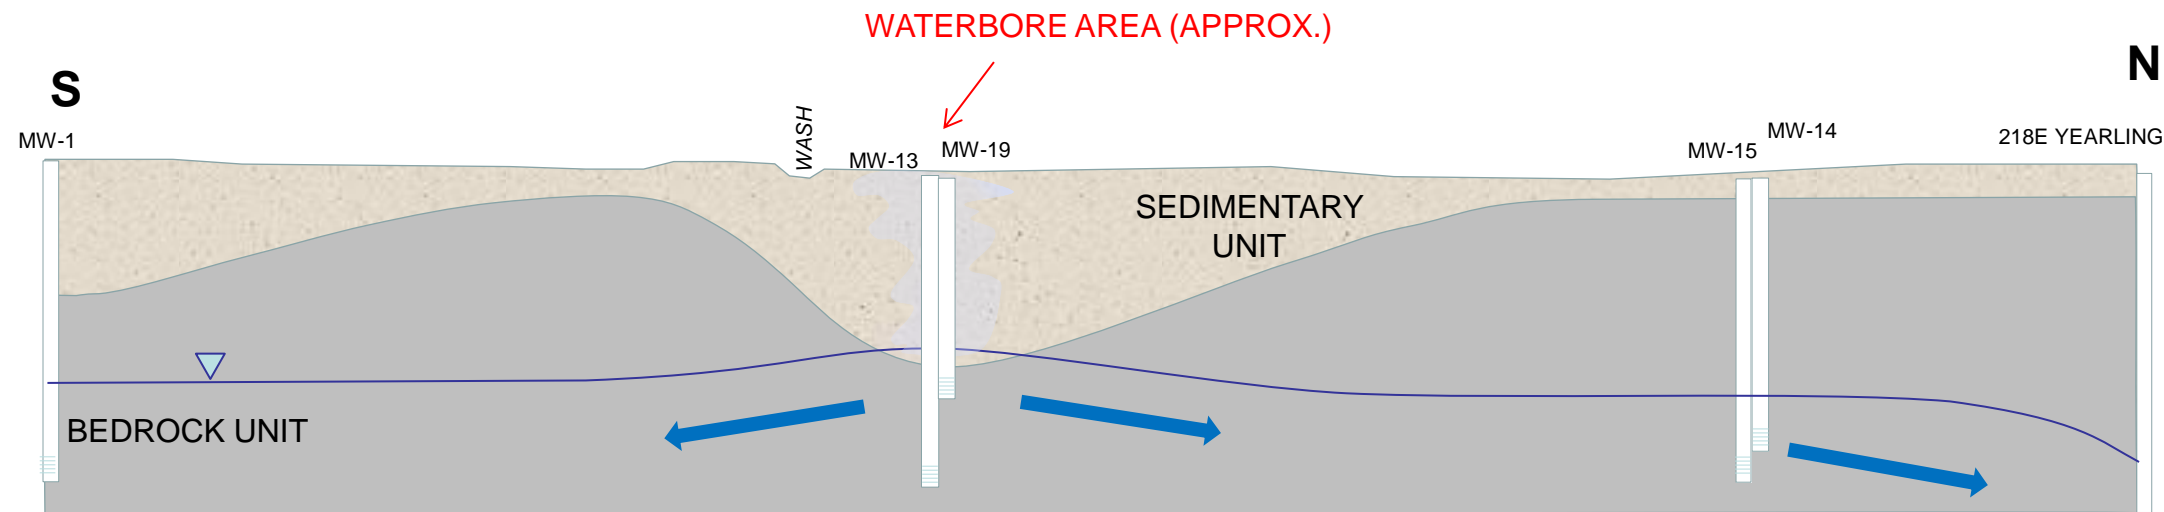 WATERBORE AREA (APPROX.)
S
N
MW-1
WASH
MW-13
MW-19
MW-15
MW-14
218E YEARLING
SEDIMENTARY
UNIT
BEDROCK UNIT